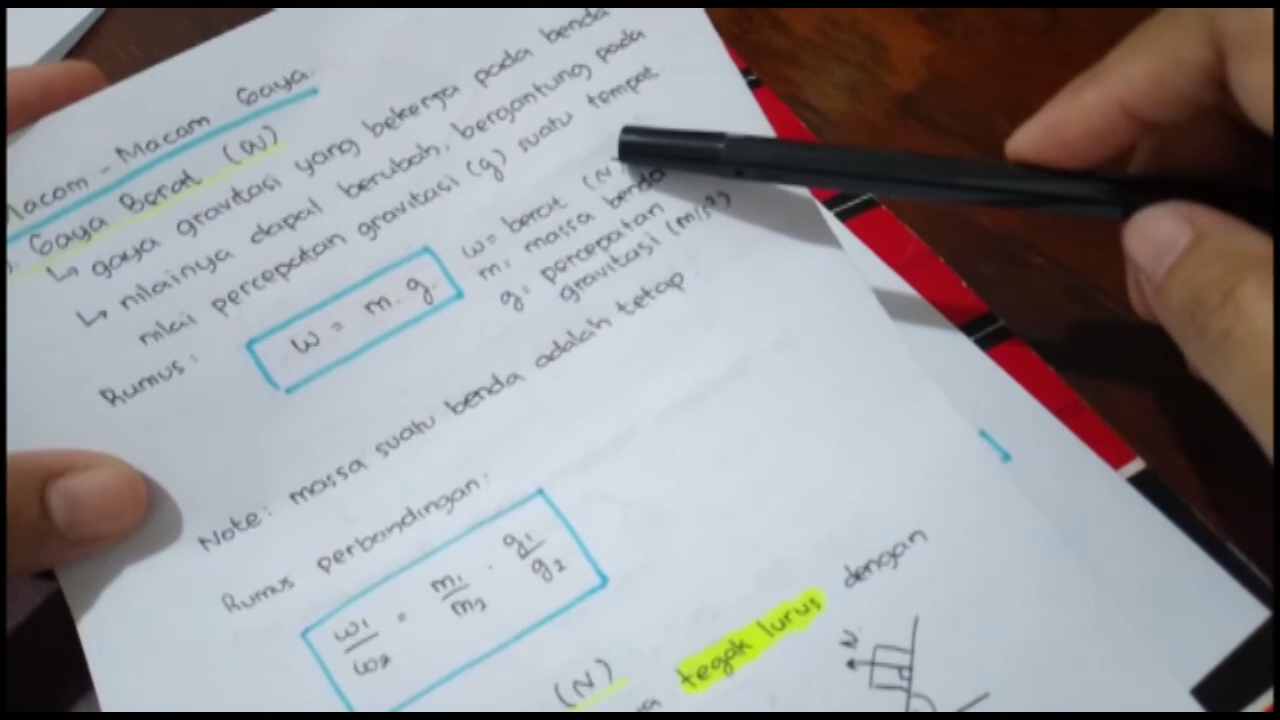 Macam - Macam Gaya.
Gaya Berat (W)
↳ gaya gravitasi yang bekerja pada benda
↳ nilainya dapat berubah, bergantung pada
nilai percepatan gravitasi (g) suatu tempat
Rumus :
w = m . g.
w = berat (N)
m = massa benda
g = percepatan
gravitasi (m/s²)
Note : massa suatu benda adalah tetap
Rumus perbandingan :
w1/w2 = m1/m2 . g1/g2
(N)
tegak lurus dengan
N